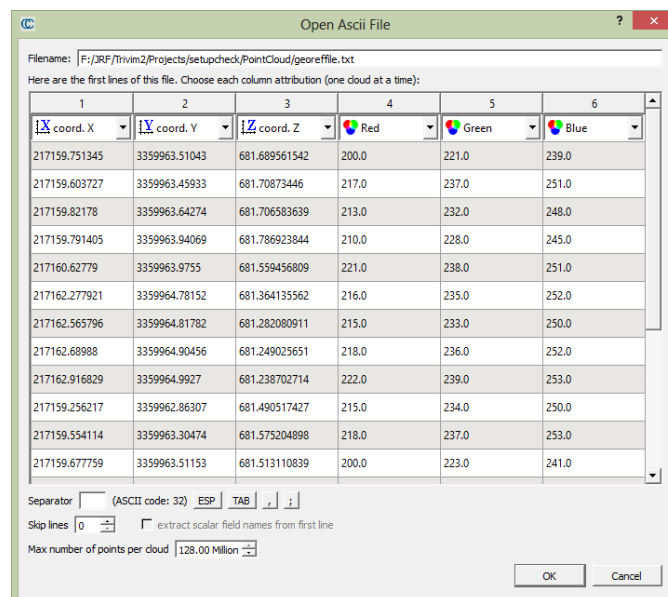 Open Ascii File
Filename: F:/JRF/Trivim2/Projects/setupcheck/PointCloud/georeffile.txt
Here are the first lines of this file. Choose each column attribution (one cloud at a time):
1 2 3 4 5 6
X coord. X Y coord. Y Z coord. Z Red Green Blue
217159.751345 3359963.51043 681.689561542 200.0 221.0 239.0
217159.603727 3359963.45933 681.70873446 217.0 237.0 251.0
217159.82178 3359963.64274 681.706583639 213.0 232.0 248.0
217159.791405 3359963.94069 681.786923844 210.0 228.0 245.0
217160.62779 3359963.9755 681.559456809 221.0 238.0 251.0
217162.277921 3359964.78152 681.364135562 216.0 235.0 252.0
217162.565796 3359964.81782 681.282080911 215.0 233.0 250.0
217162.68988 3359964.90456 681.249025651 218.0 236.0 252.0
217162.916829 3359964.9927 681.238702714 222.0 239.0 253.0
217159.256217 3359962.86307 681.490517427 215.0 234.0 250.0
217159.554114 3359963.30474 681.575204898 218.0 237.0 253.0
217159.677759 3359963.51153 681.513110839 200.0 223.0 241.0
Separator (ASCII code: 32) ESP TAB , ;
Skip lines 0 extract scalar field names from first line
Max number of points per cloud 128.00 Million
OK Cancel